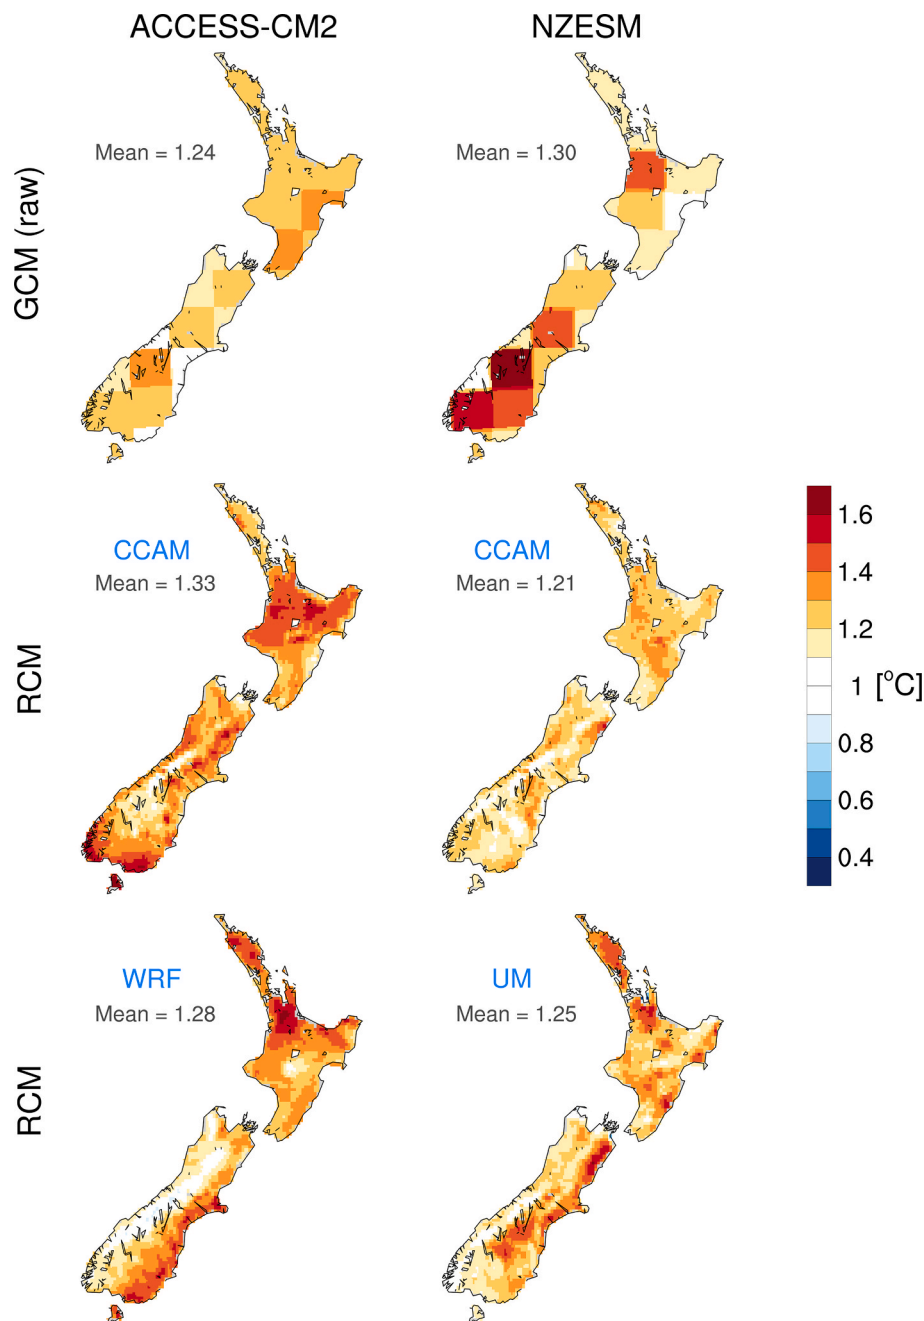 ACCESS-CM2
NZESM
GCM (raw)
Mean = 1.24
Mean = 1.30
RCM
CCAM
Mean = 1.33
CCAM
Mean = 1.21
1.6
1.4
1.2
1 [°C]
0.8
0.6
0.4
RCM
WRF
Mean = 1.28
UM
Mean = 1.25